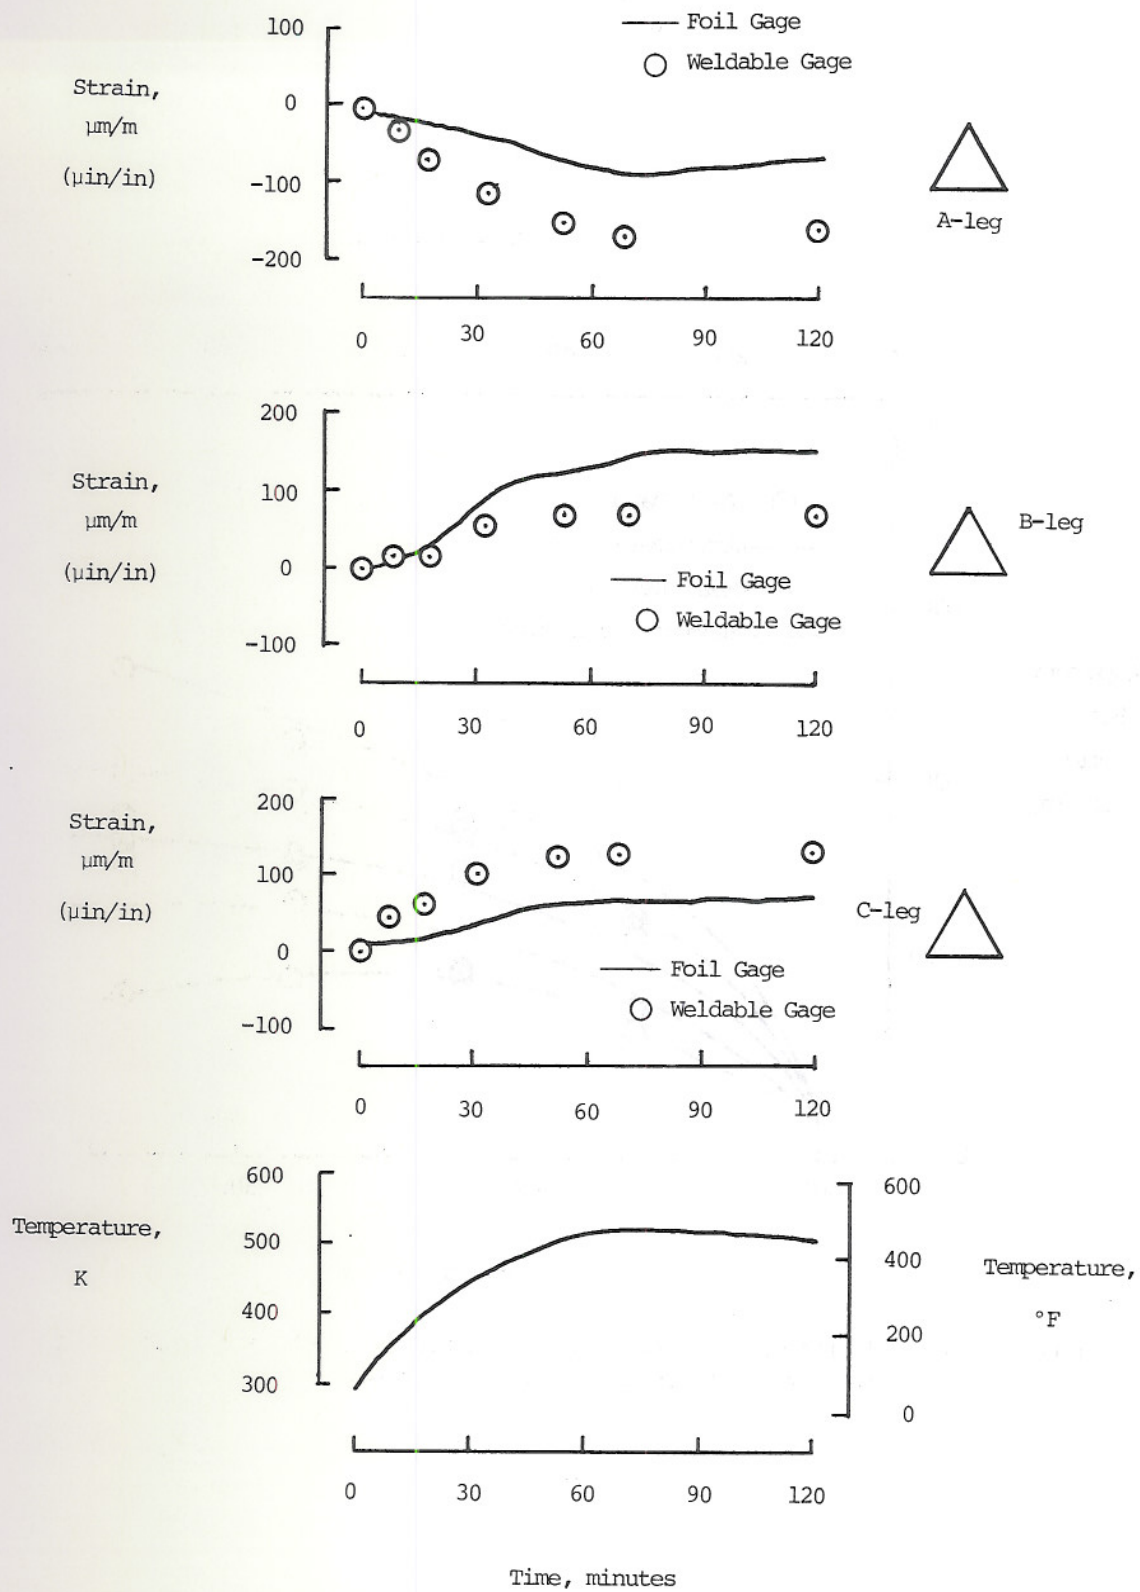 — Foil Gage
Weldable Gage
100
0
-100
-200
Strain,
μm/m
(μin/in)
A-leg
0 30 60 90 120
200
100
0
-100
Strain,
μm/m
(μin/in)
B-leg
Foil Gage
Weldable Gage
0 30 60 90 120
200
100
0
-100
Strain,
μm/m
(μin/in)
C-leg
Foil Gage
Weldable Gage
0 30 60 90 120
600
500
400
300
Temperature,
K
600
400
200
0
Temperature,
°F
0 30 60 90 120
Time, minutes